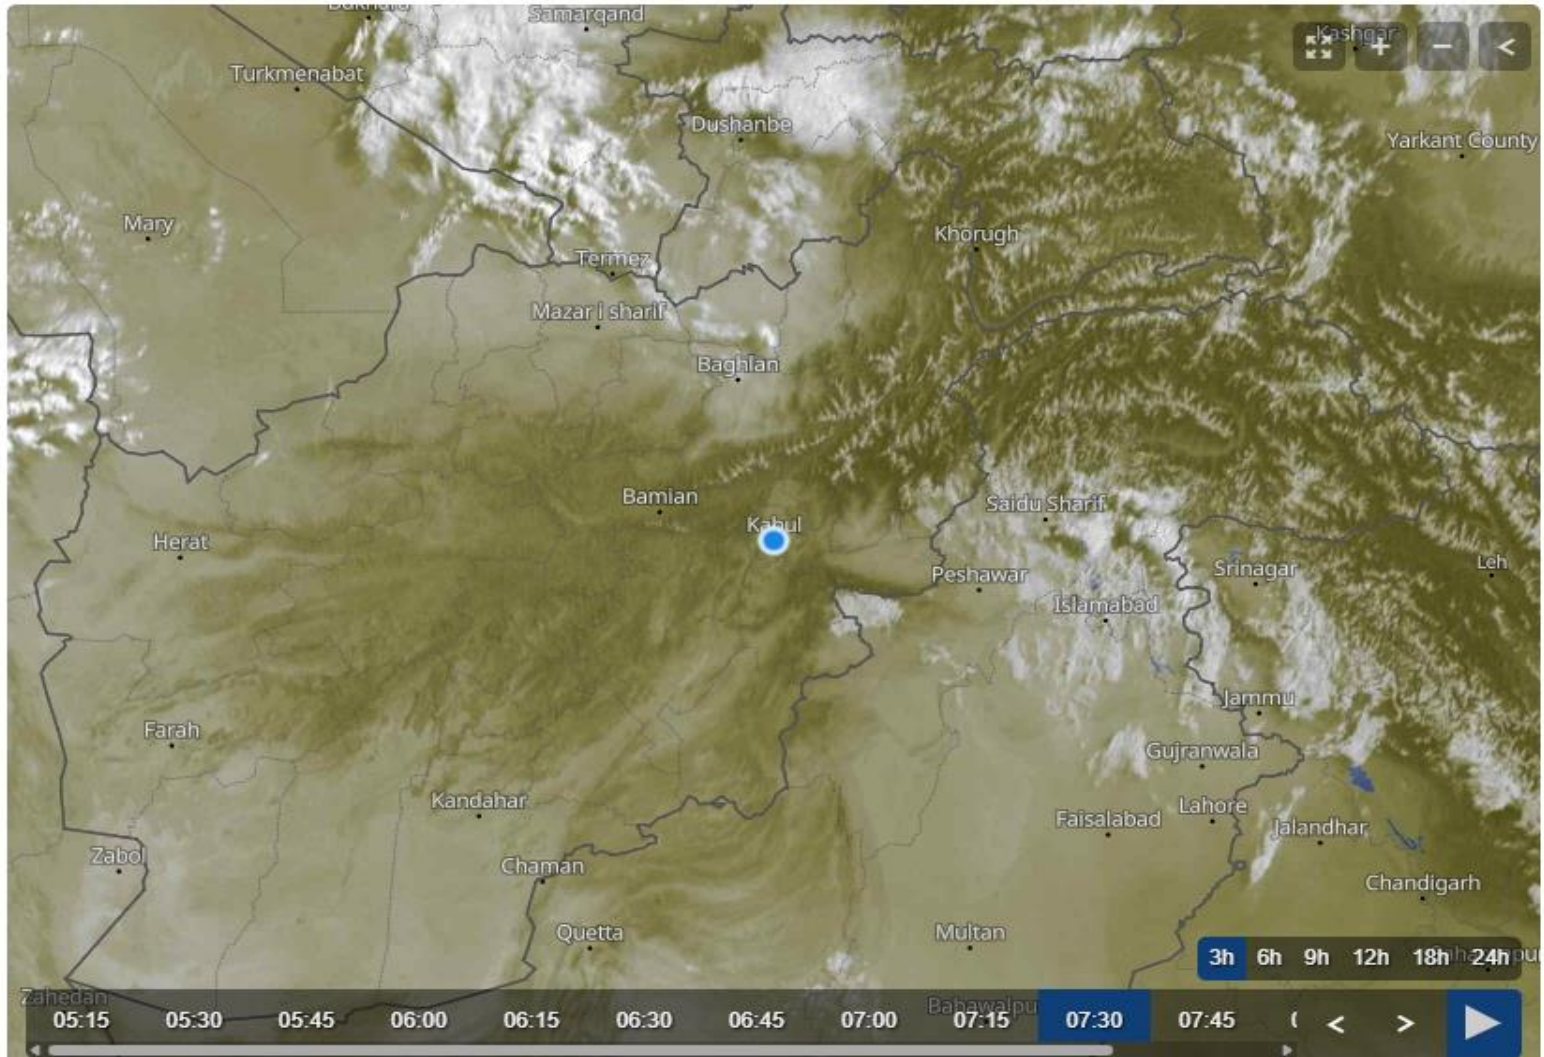 Samarqand
Kashgar
+
−
<
Turkmenabat
Dushanbe
Yarkant County
Mary
Khorugh
Termez
Mazar I sharif
Baghlan
Bamian
Saidu Sharif
Kabul
Herat
Peshawar
Srinagar
Leh
Islamabad
Jammu
Farah
Gujranwala
Kandahar
Lahore
Faisalabad
Jalandhar
Zabol
Chaman
Chandigarh
Quetta
Multan
3h 6h 9h 12h 18h 24h
Zahedan
Bahawalpu
05:15 05:30 05:45 06:00 06:15 06:30 06:45 07:00 07:15 07:30 07:45 < >